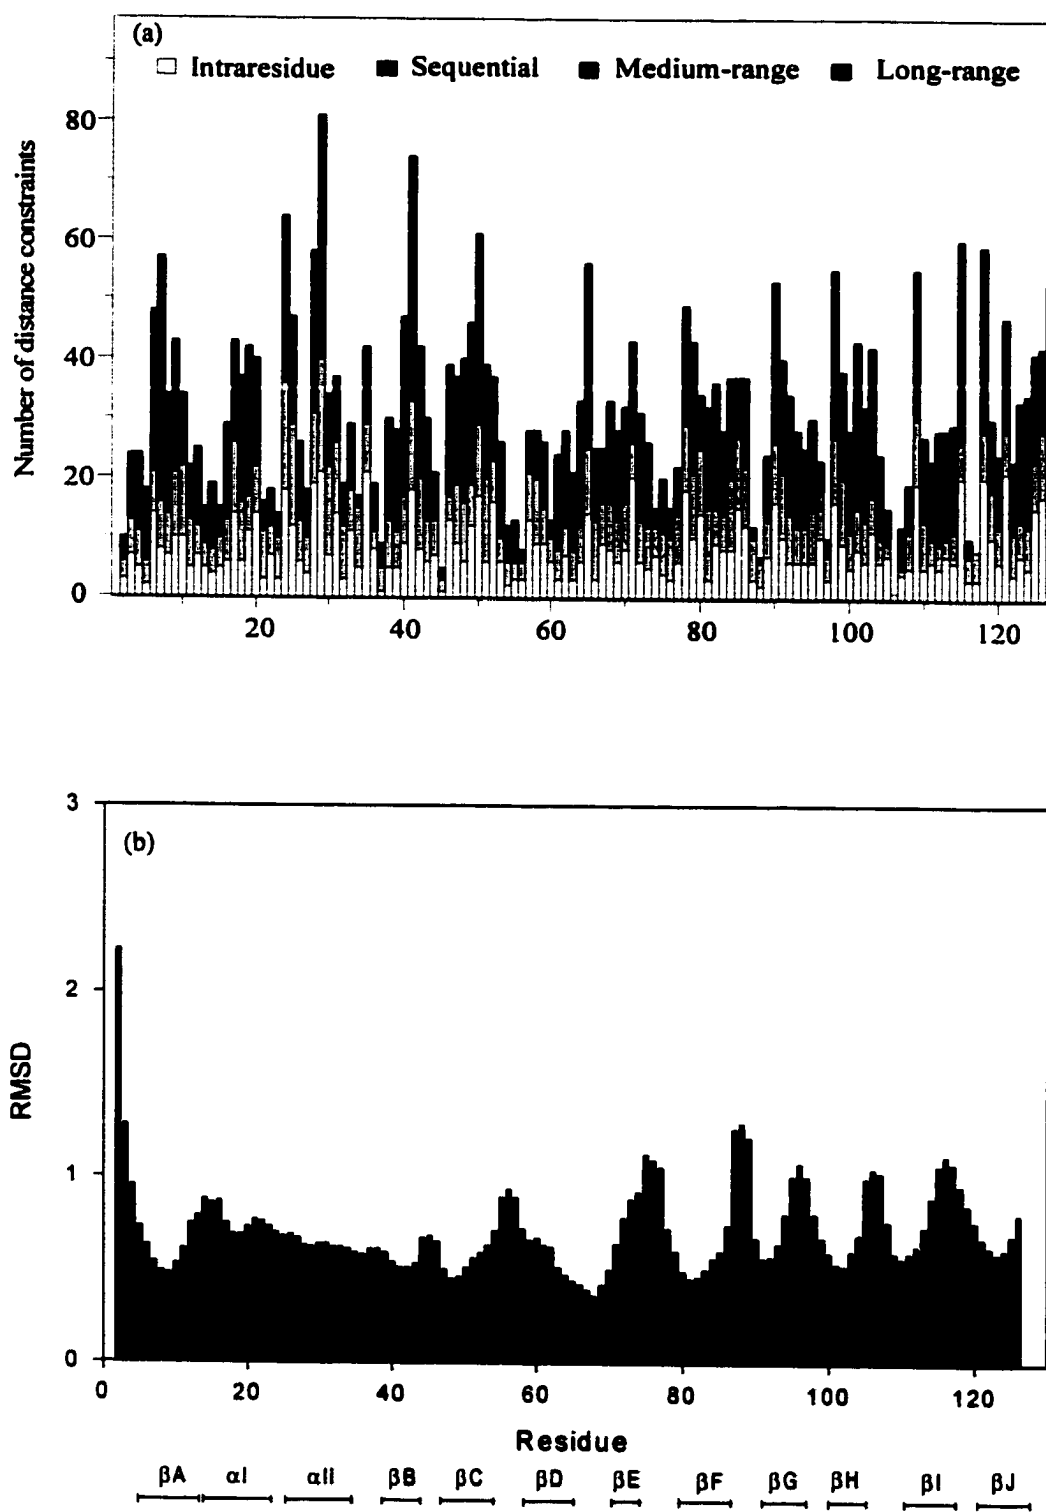 (a)
Intraresidue Sequential Medium-range Long-range
Number of distance constraints
80
60
40
20
0
20 40 60 80 100 120
(b)
RMSD
3
2
1
0
0 20 40 60 80 100 120
Residue
βA αI αII βB βC βD βE βF βG βH βI βJ